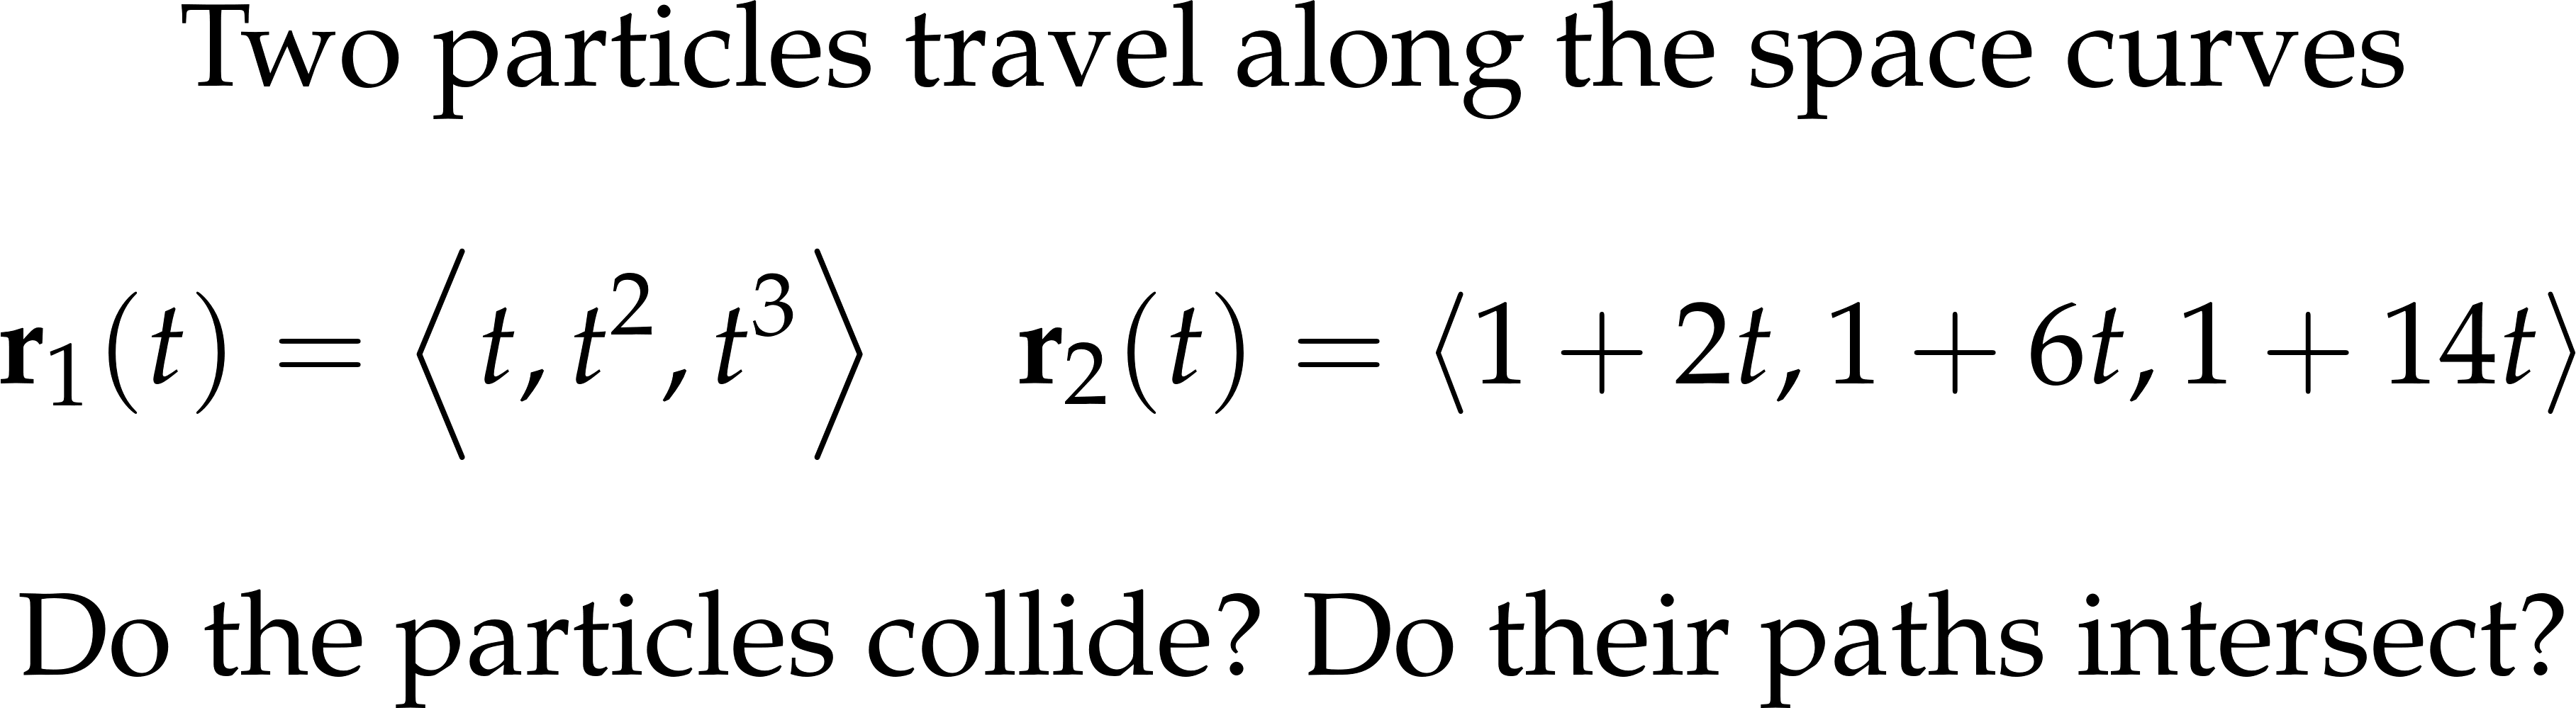 Two particles travel along the space curves
r₁(t) = ⟨t, t², t³⟩ r₂(t) = ⟨1 + 2t, 1 + 6t, 1 + 14t⟩
Do the particles collide? Do their paths intersect?